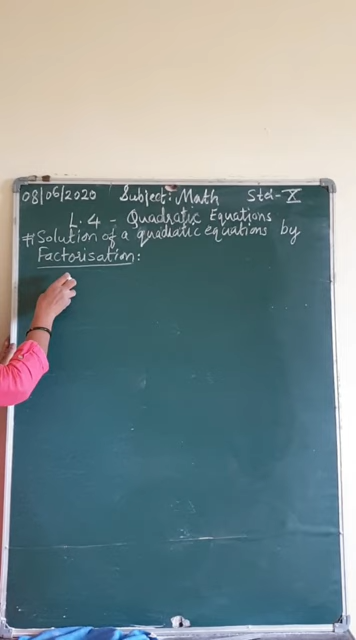 08/06/2020 Subject: Math Std-X
L.4 - Quadratic Equations
# Solution of a quadratic equations by
Factorisation: